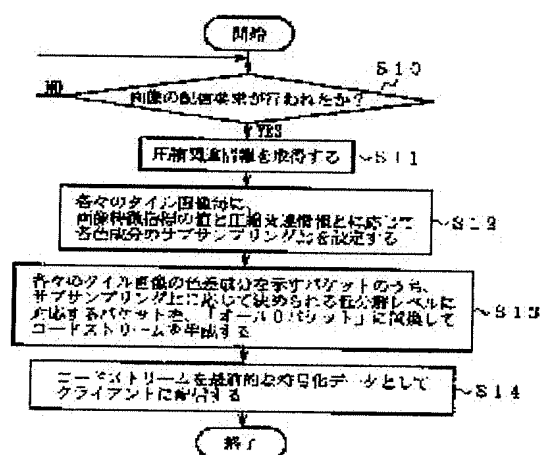 開始
S10
NO
画像の配信要求が行われたか?
YES
圧縮関連情報を取得する
S11
各々のタイル画像毎に、
画像特徴情報の値と圧縮関連情報とに応じて
各色成分のサブサンプリング比を設定する
S12
各々のタイル画像の色差成分を示すパケットのうち、
サブサンプリング比に応じて決められる低分解レベルに
対応するパケットを、「オール0パケット」に置換して
コードストリームを生成する
S13
コードストリームを最終的な符号化データとして
クライアントに配信する
S14
終了